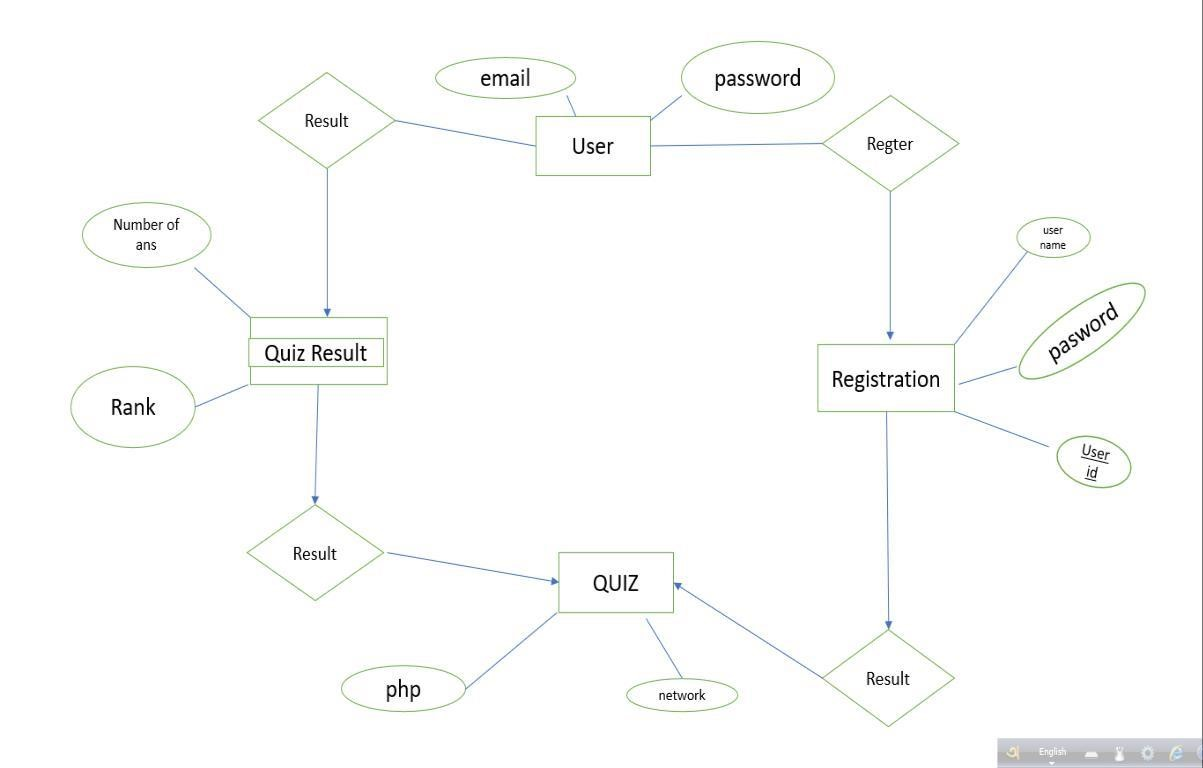 email
password
Result
User
Regter
Number of
ans
user
name
pasword
Quiz Result
Registration
Rank
User
id
Result
QUIZ
php
network
Result
অ
English